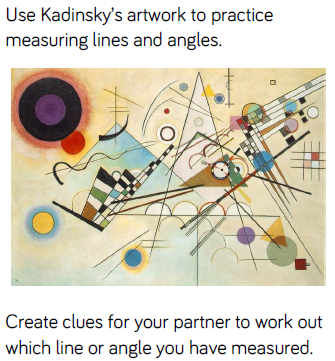 Use Kadinsky's artwork to practice
measuring lines and angles.
Create clues for your partner to work out
which line or angle you have measured.